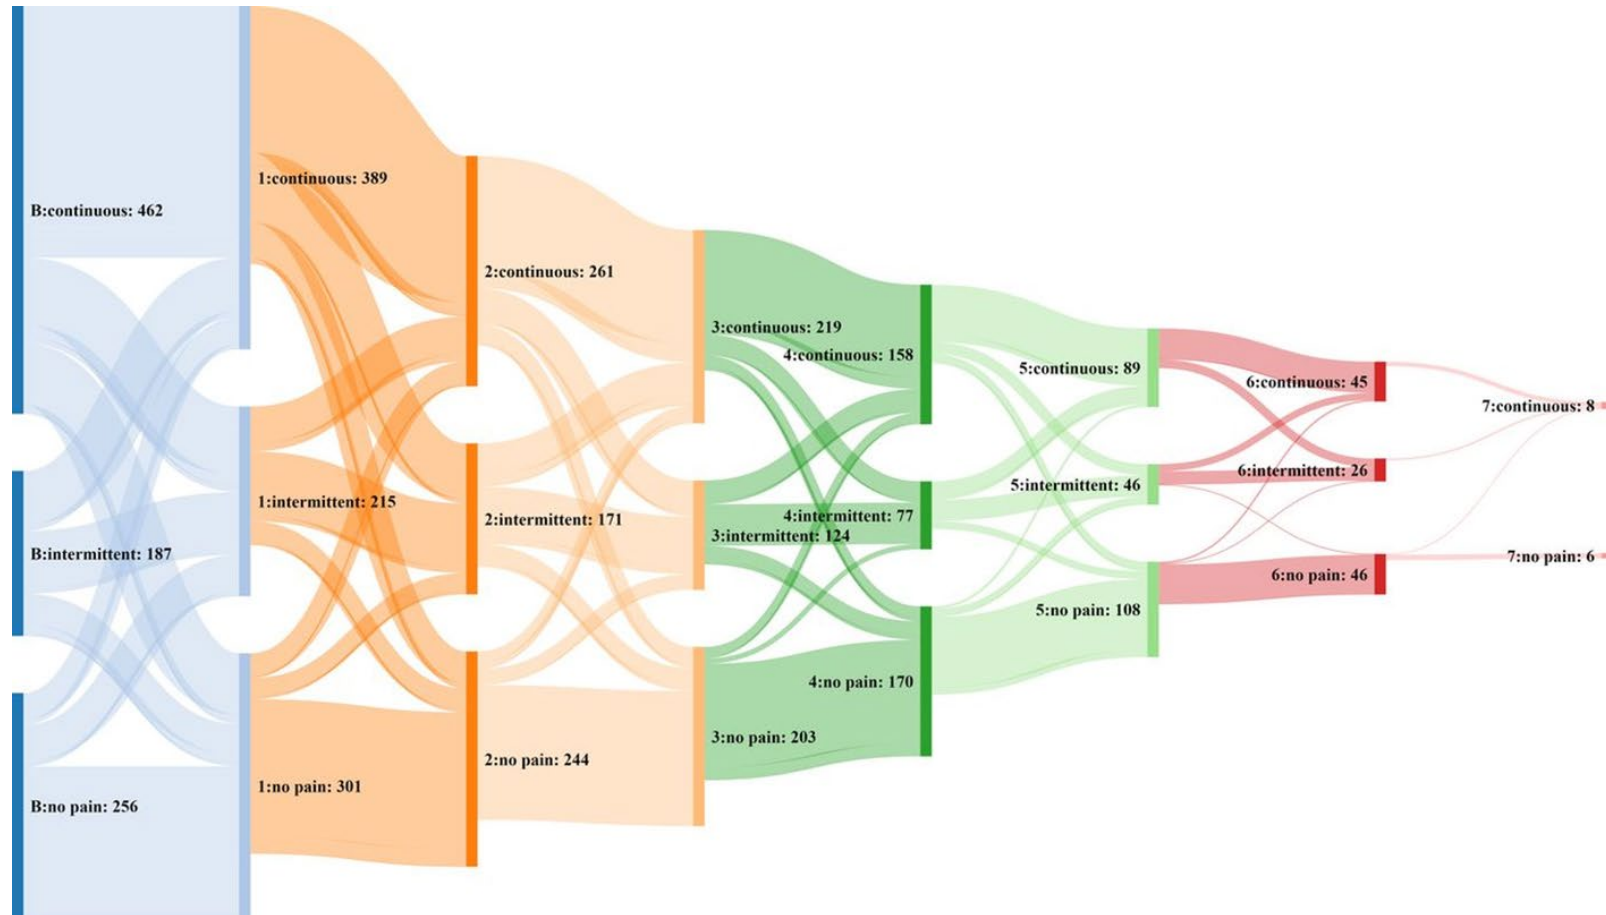 B:continuous: 462
B:intermittent: 187
B:no pain: 256
1:continuous: 389
1:intermittent: 215
1:no pain: 301
2:continuous: 261
2:intermittent: 171
2:no pain: 244
3:continuous: 219
3:intermittent: 124
3:no pain: 203
4:continuous: 158
4:intermittent: 77
4:no pain: 170
5:continuous: 89
5:intermittent: 46
5:no pain: 108
6:continuous: 45
6:intermittent: 26
6:no pain: 46
7:continuous: 8
7:no pain: 6